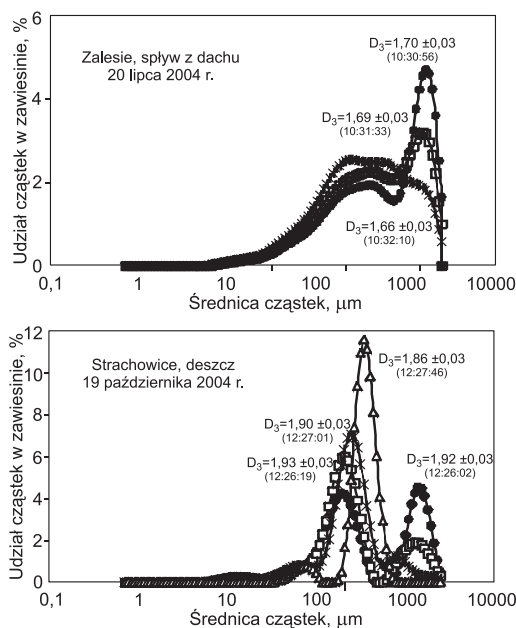 6
4
2
0
Udział cząstek w zawiesinie, %
Zalesie, spływ z dachu
20 lipca 2004 r.
D3=1,70 ±0,03
(10:30:56)
D3=1,69 ±0,03
(10:31:33)
D3=1,66 ±0,03
(10:32:10)
0,1 1 10 100 1000 10000
Średnica cząstek, μm
12
10
8
6
4
2
0
Udział cząstek w zawiesinie, %
Strachowice, deszcz
19 października 2004 r.
D3=1,86 ±0,03
(12:27:46)
D3=1,90 ±0,03
(12:27:01)
D3=1,93 ±0,03
(12:26:19)
D3=1,92 ±0,03
(12:26:02)
0,1 1 10 100 1000 10000
Średnica cząstek, μm